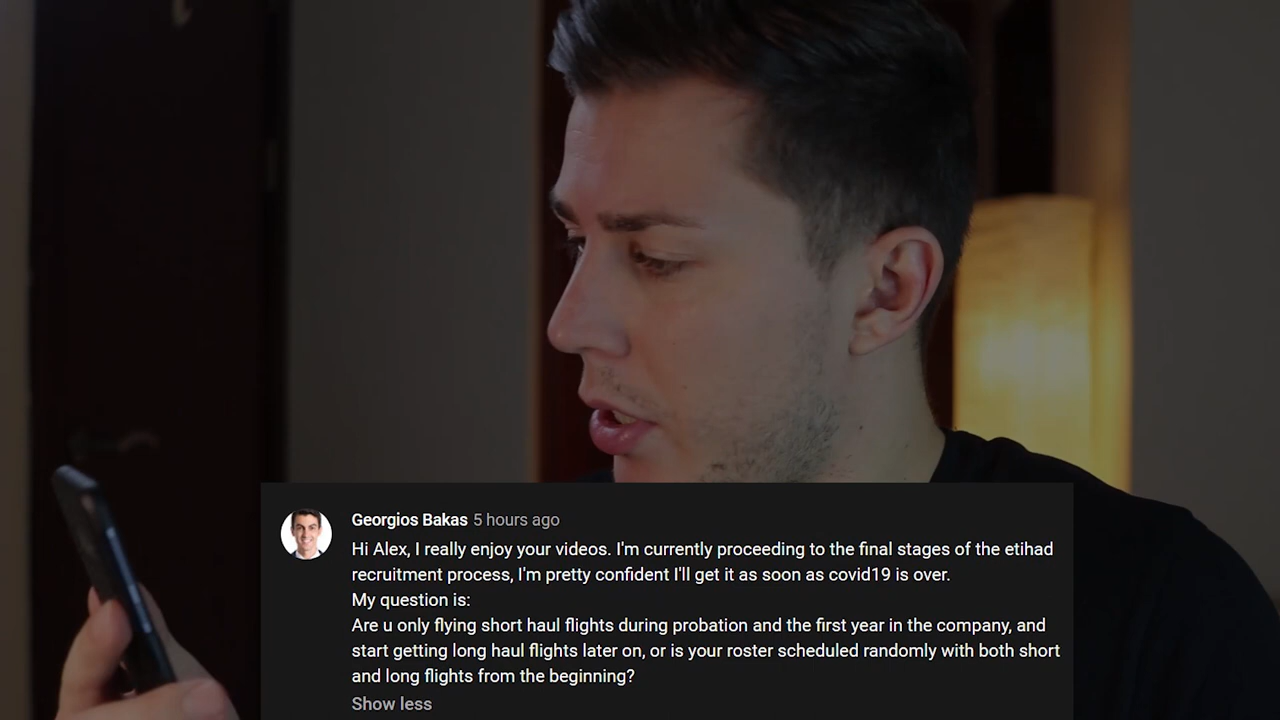 Georgios Bakas 5 hours ago
Hi Alex, I really enjoy your videos. I'm currently proceeding to the final stages of the etihad
recruitment process, I'm pretty confident I'll get it as soon as covid19 is over.
My question is:
Are u only flying short haul flights during probation and the first year in the company, and
start getting long haul flights later on, or is your roster scheduled randomly with both short
and long flights from the beginning?
Show less